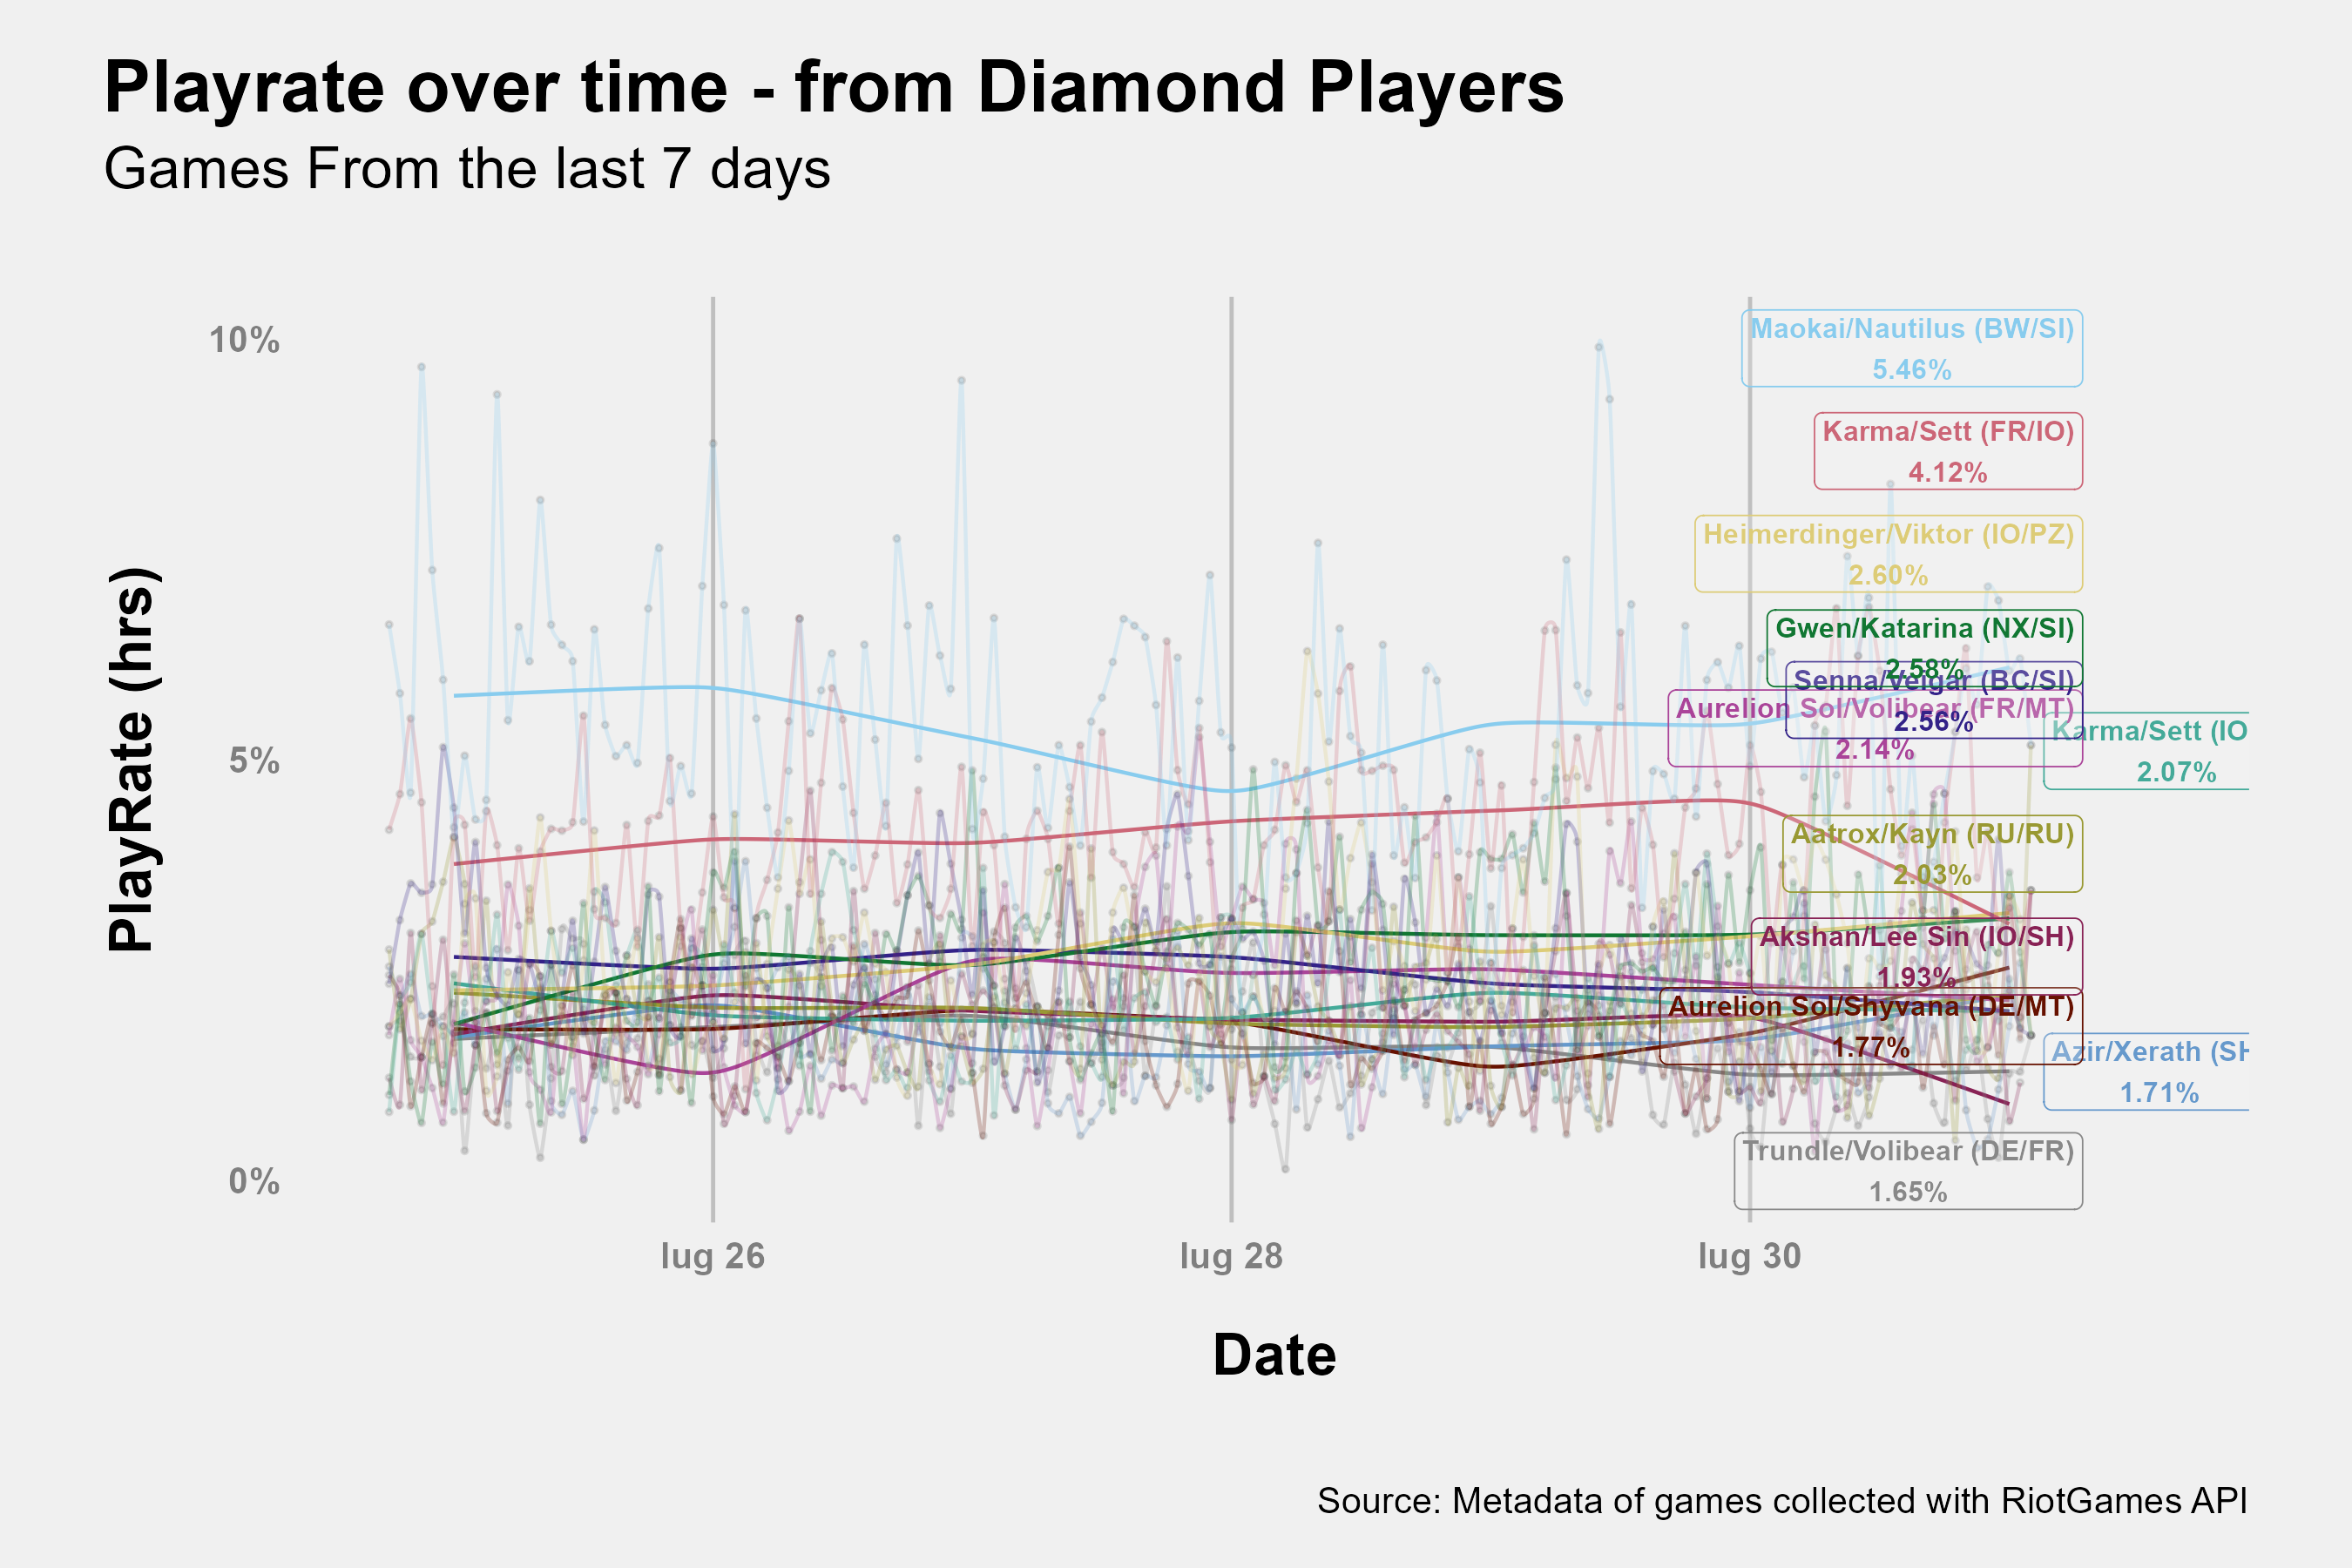 Playrate over time - from Diamond Players
Games From the last 7 days
PlayRate (hrs)
10%
5%
0%
Maokai/Nautilus (BW/SI)
5.46%
Karma/Sett (FR/IO)
4.12%
Heimerdinger/Viktor (IO/PZ)
2.60%
Gwen/Katarina (NX/SI)
2.58%
Senna/Veigar (BC/SI)
2.56%
Aurelion Sol/Volibear (FR/MT)
2.14%
Karma/Sett (IO
2.07%
Aatrox/Kayn (RU/RU)
2.03%
Akshan/Lee Sin (IO/SH)
1.93%
Aurelion Sol/Shyvana (DE/MT)
1.77%
Azir/Xerath (SH
1.71%
Trundle/Volibear (DE/FR)
1.65%
lug 26
lug 28
lug 30
Date
Source: Metadata of games collected with RiotGames API